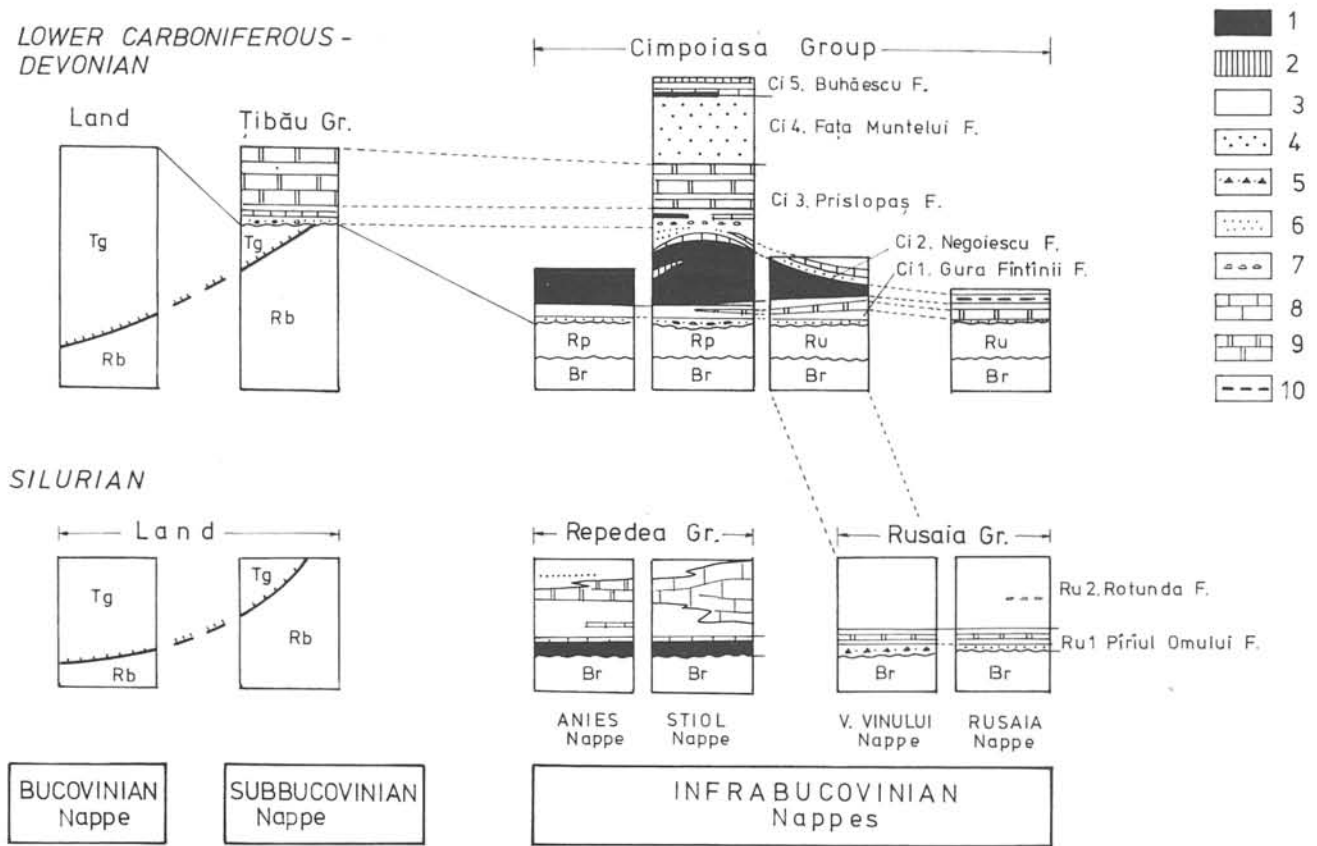 LOWER CARBONIFEROUS -
DEVONIAN
Land
Tibău Gr.
Cimpoiasa Group
Ci 5. Buhăescu F.
Ci 4. Fața Muntelui F.
Ci 3. Prislopaș F.
Ci 2. Negoiescu F.
Ci 1. Gura Fîntînii F.
Tg
Rb
Tg
Rb
Rp
Br
Rp
Br
Ru
Br
Ru
Br
1
2
3
4
5
6
7
8
9
10
SILURIAN
Land
Repedea Gr.
Rusaia Gr.
Tg
Rb
Tg
Rb
Br
Br
Br
Br
Ru 2. Rotunda F.
Ru1 Pîrîul Omului F.
ANIES
Nappe
STIOL
Nappe
V. VINULUI
Nappe
RUSAIA
Nappe
BUCOVINIAN
Nappe
SUBBUCOVINIAN
Nappe
INFRABUCOVINIAN
Nappes